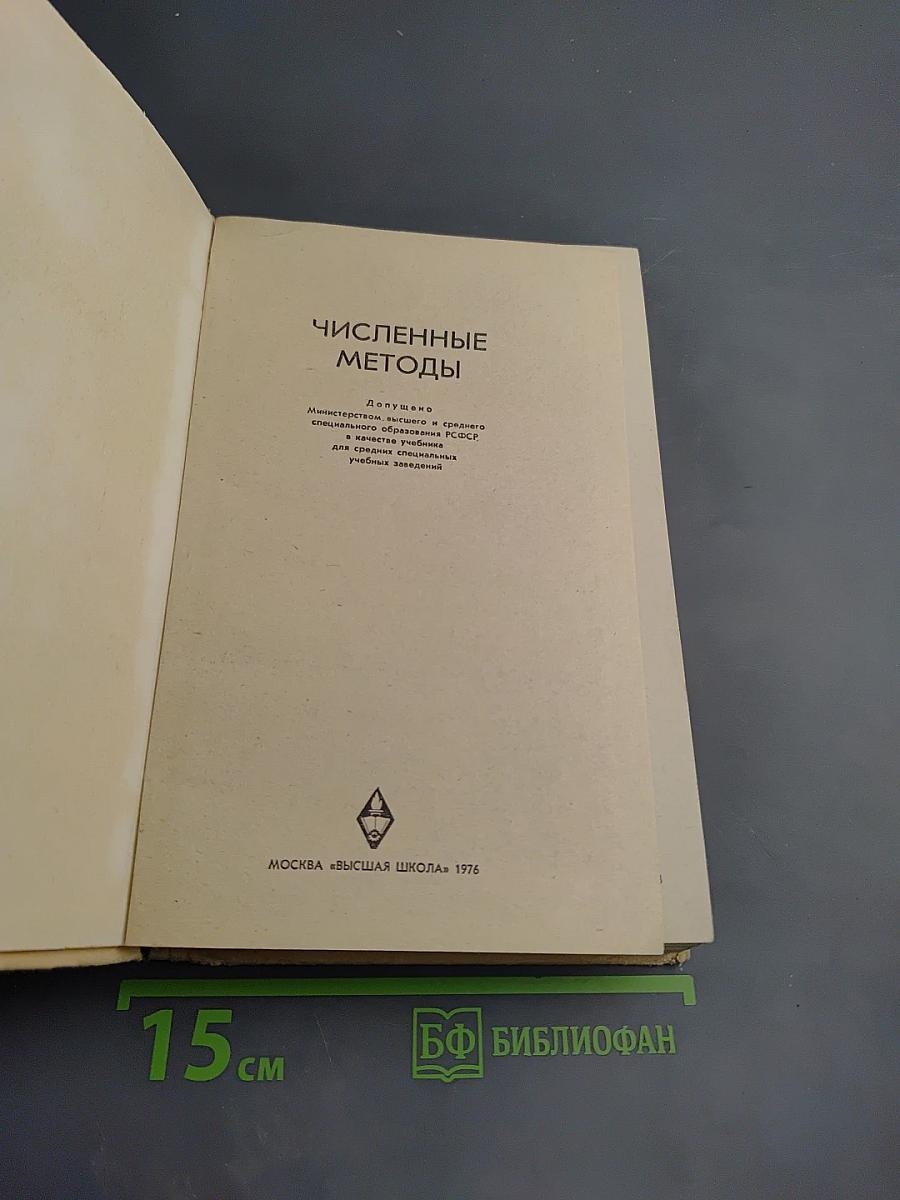 ЧИСЛЕННЫЕ
МЕТОДЫ
Допущено
Министерством высшего и среднего
специального образования РСФСР
в качестве учебника
для средних специальных
учебных заведений
МОСКВА «ВЫСШАЯ ШКОЛА» 1976
15 см
БФ БИБЛИОФАН